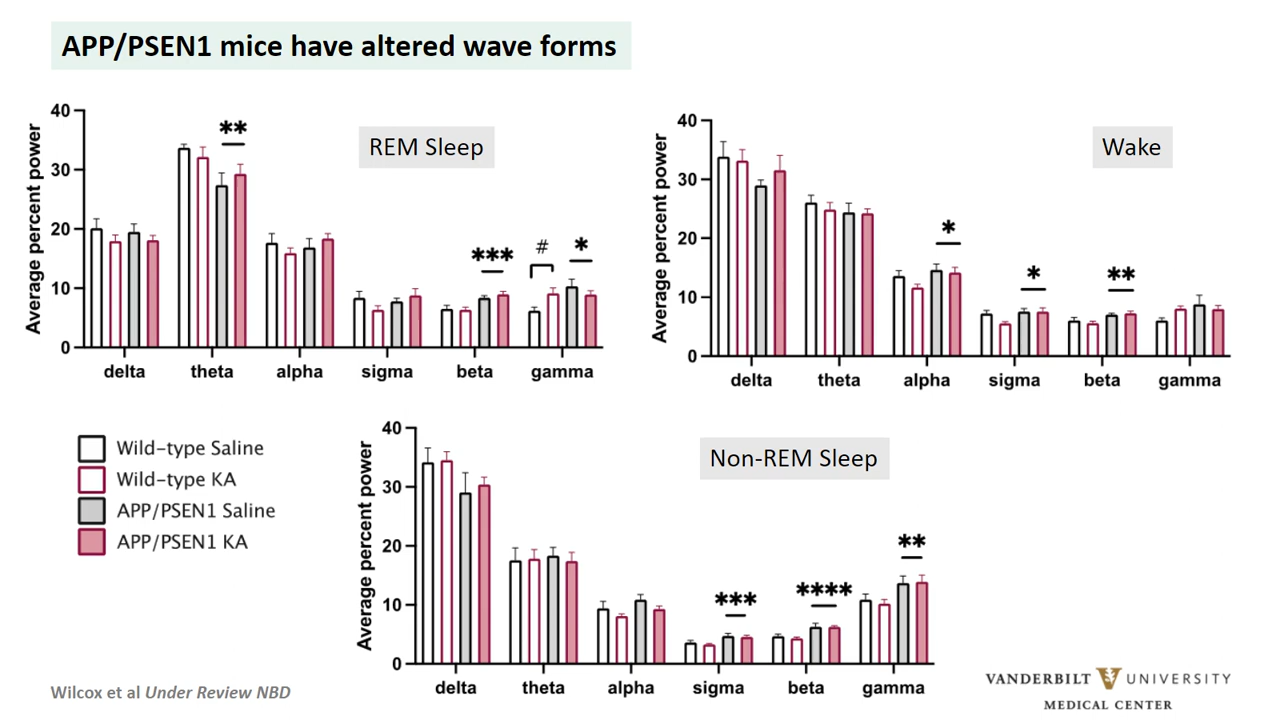 APP/PSEN1 mice have altered wave forms
Average percent power
40
30
20
10
0
REM Sleep
**
***
#
*
delta theta alpha sigma beta gamma
Average percent power
40
30
20
10
0
Wake
*
*
**
delta theta alpha sigma beta gamma
Wild-type Saline
Wild-type KA
APP/PSEN1 Saline
APP/PSEN1 KA
Average percent power
40
30
20
10
0
Non-REM Sleep
***
****
**
delta theta alpha sigma beta gamma
Wilcox et al Under Review NBD
VANDERBILT V UNIVERSITY
MEDICAL CENTER